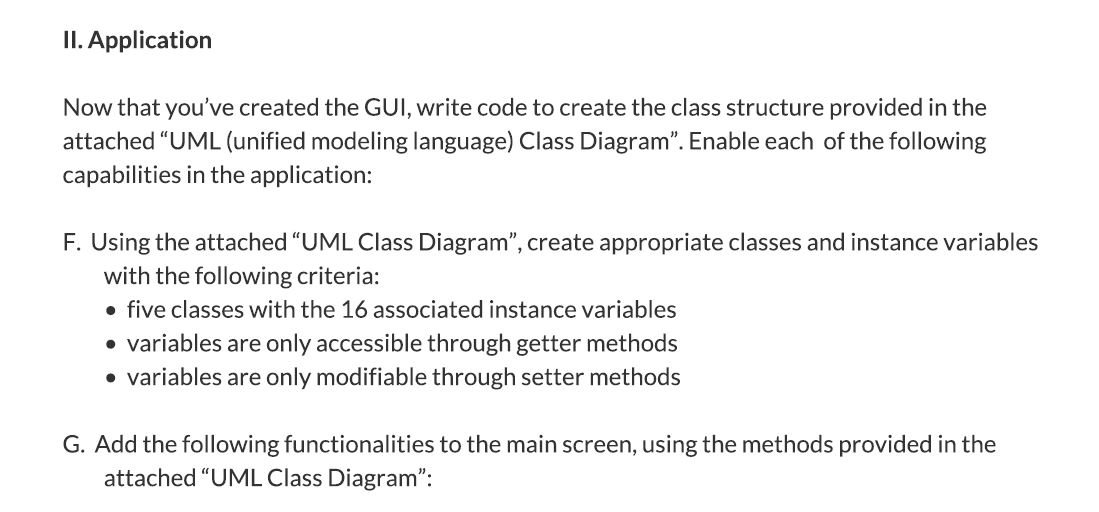 II. Application
Now that you’ve created the GUI, write code to create the class structure provided in the
attached “UML (unified modeling language) Class Diagram”. Enable each of the following
capabilities in the application:
F. Using the attached “UML Class Diagram”, create appropriate classes and instance variables
with the following criteria:
• five classes with the 16 associated instance variables
• variables are only accessible through getter methods
• variables are only modifiable through setter methods
G. Add the following functionalities to the main screen, using the methods provided in the
attached “UML Class Diagram”: